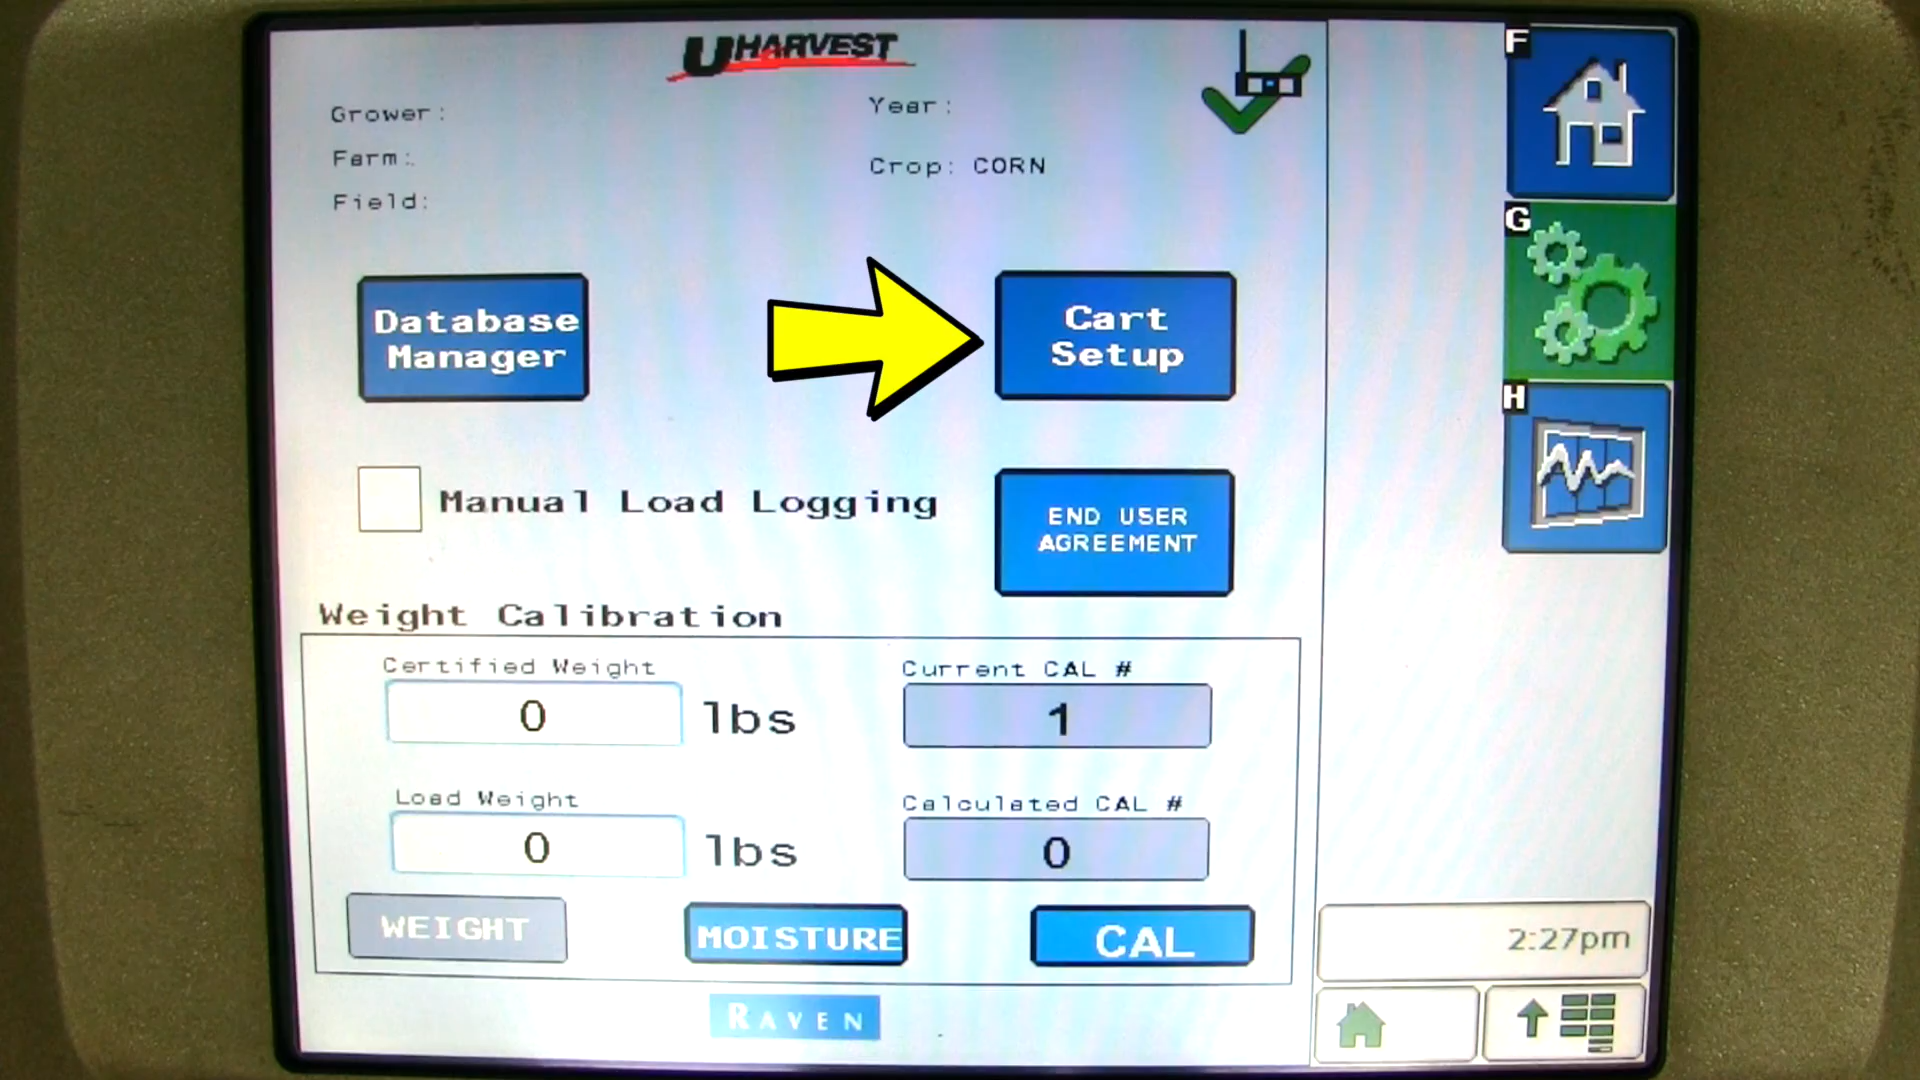 UHARVEST
Grower:
Farm:
Field:
Year:
Crop: CORN
Database
Manager
Cart
Setup
Manual Load Logging
END USER
AGREEMENT
Weight Calibration
Certified Weight
0 lbs
Current CAL #
1
Load Weight
0 lbs
Calculated CAL #
0
WEIGHT
MOISTURE
CAL
RAVEN
F
G
H
2:27pm